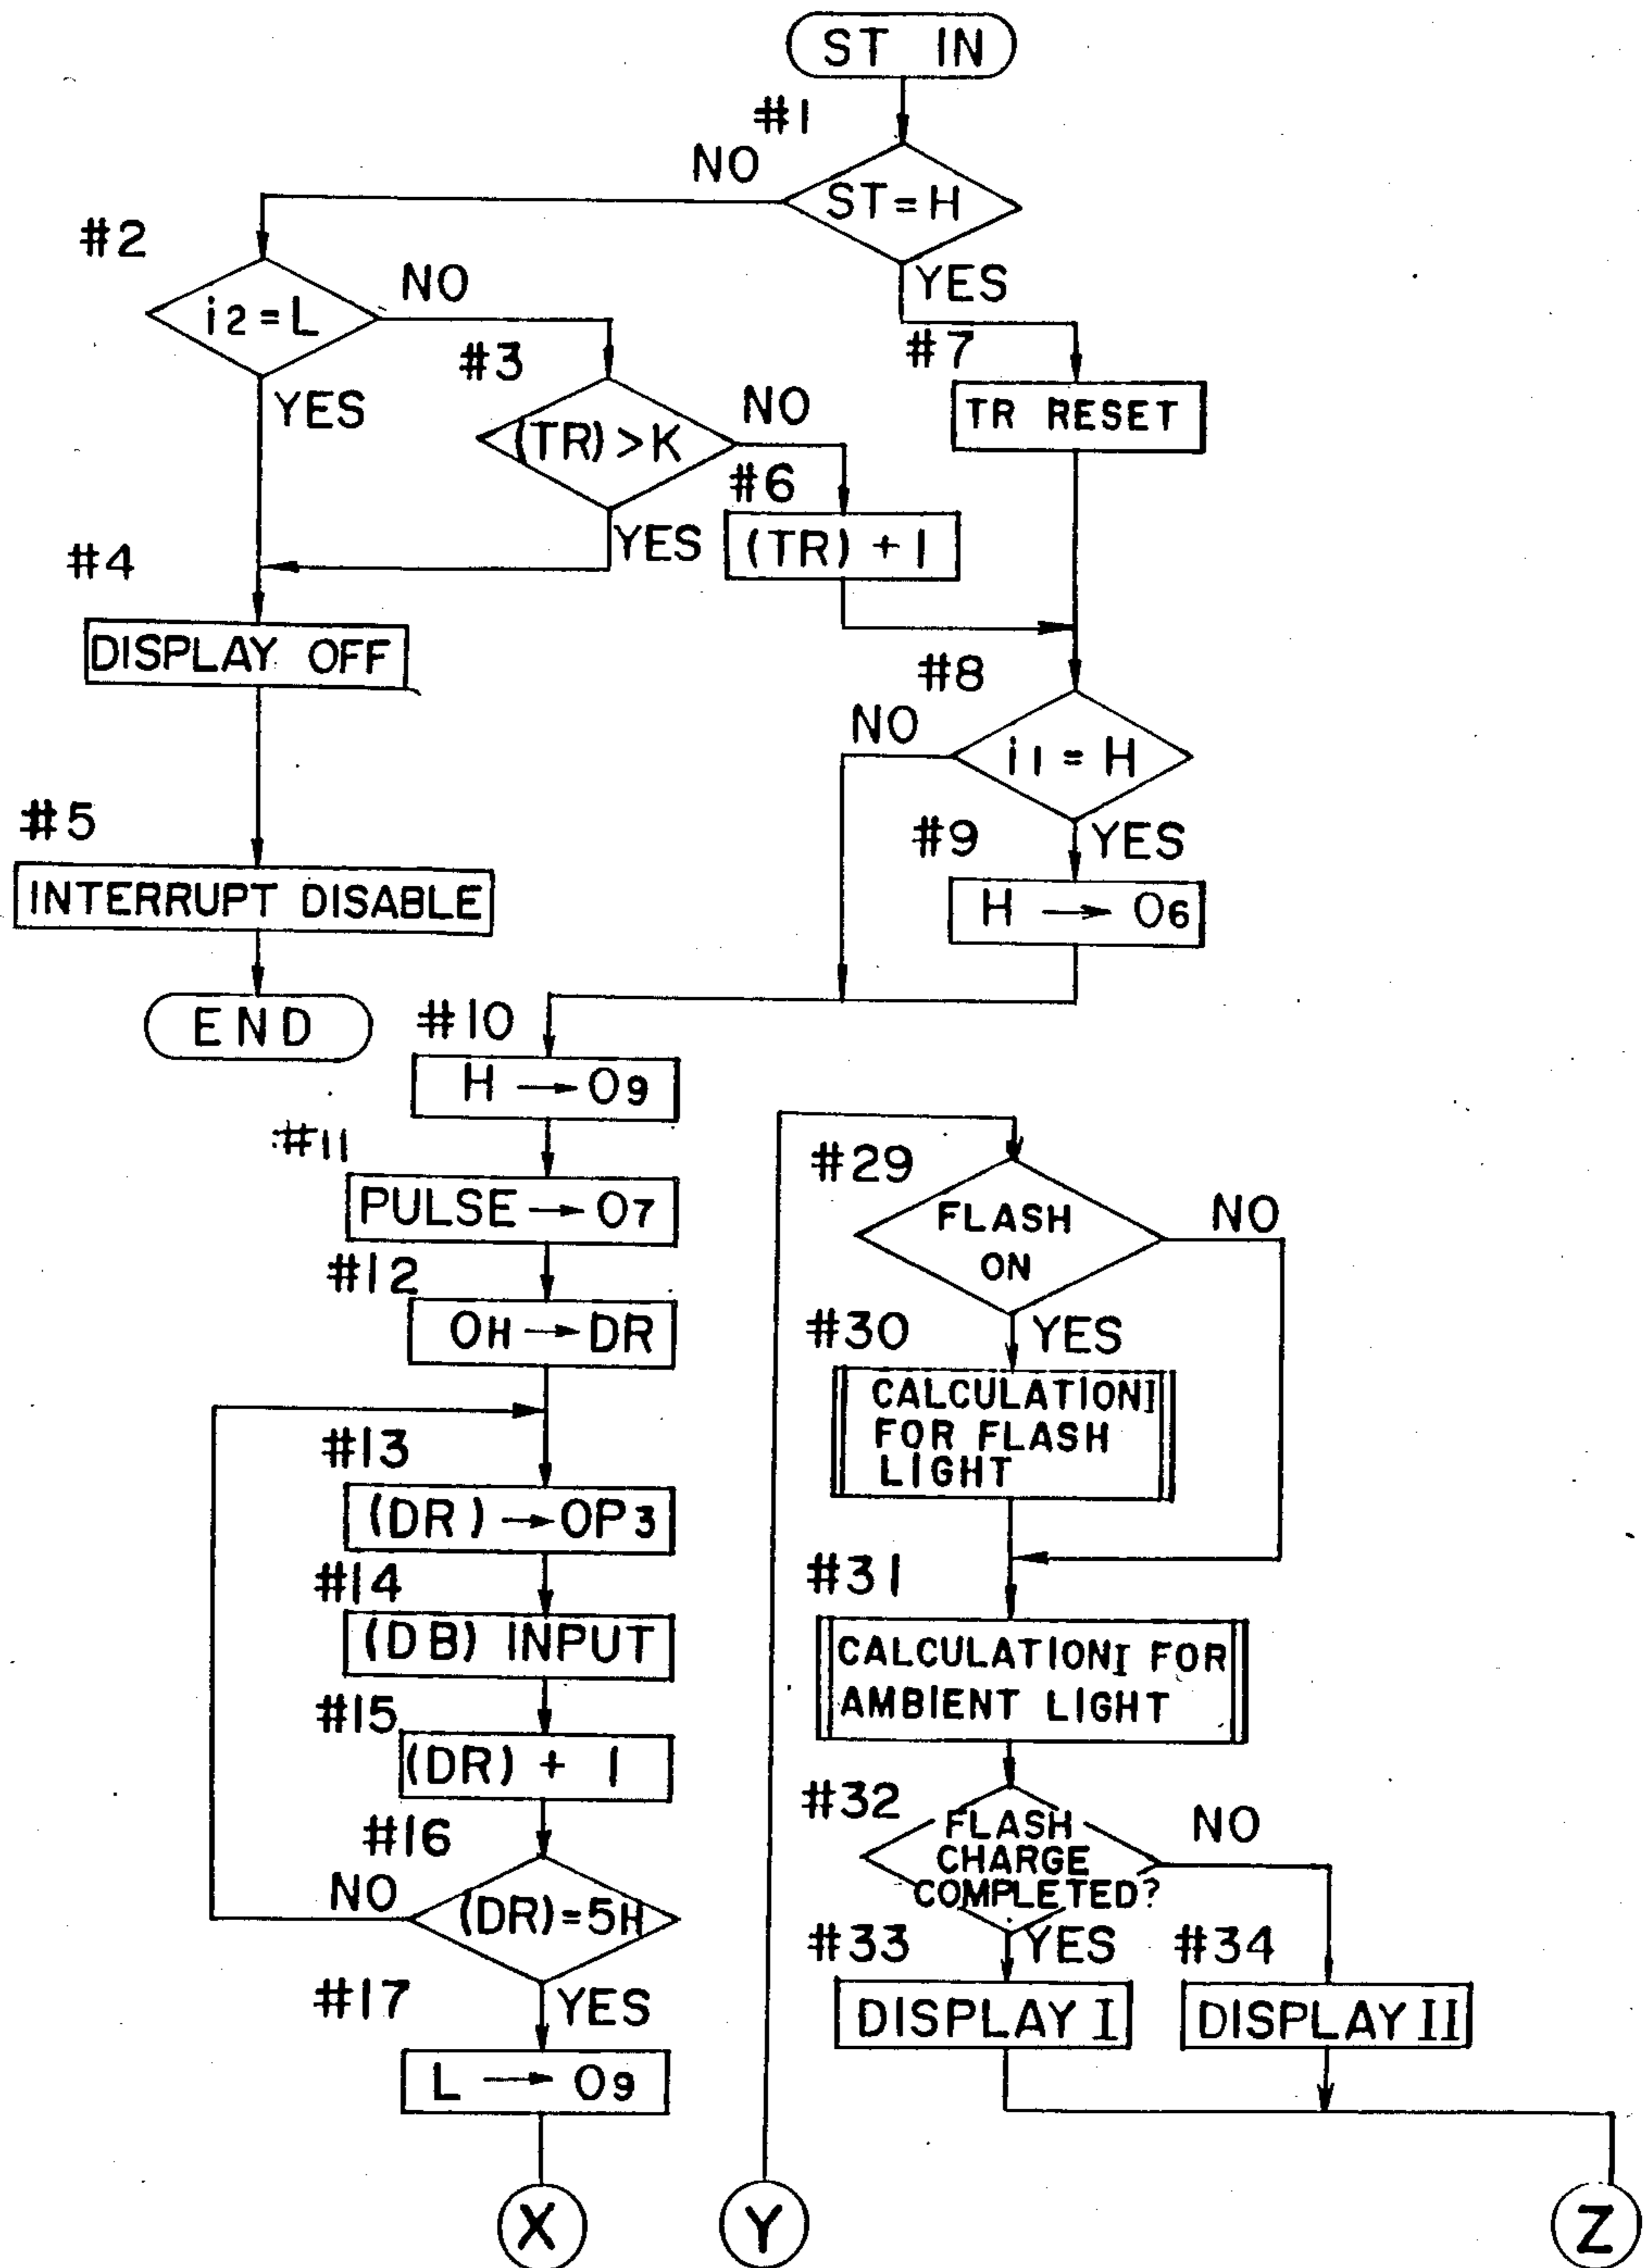 ST IN
#1
NO
ST=H
#2
YES
NO
i2=L
#7
#3
YES
TR RESET
NO
(TR)>K
#6
YES
(TR)+1
#4
DISPLAY OFF
#8
NO
i1=H
#5
#9
YES
INTERRUPT DISABLE
H → O6
END
#10
H → O9
#11
PULSE → O7
#12
OH → DR
#13
(DR) → OP3
#14
(DB) INPUT
#15
(DR) + 1
#16
NO
(DR)=5H
#17
YES
L → O9
X
#29
FLASH
ON
NO
#30
YES
CALCULATION I
FOR FLASH
LIGHT
#31
CALCULATION I FOR
AMBIENT LIGHT
#32
FLASH
CHARGE
COMPLETED?
NO
#33
YES
#34
DISPLAY I
DISPLAY II
Y
Z